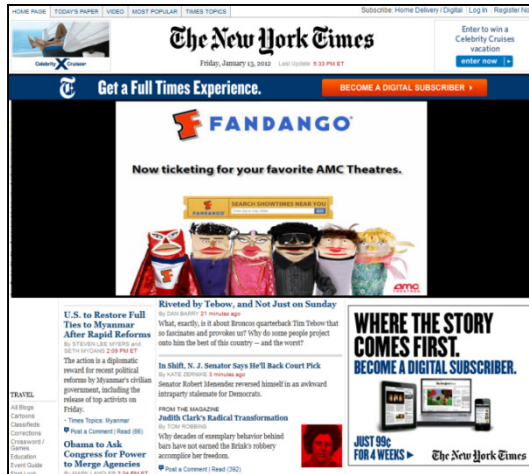 HOME PAGE TODAY'S PAPER VIDEO MOST POPULAR TIMES TOPICS
Subscribe: Home Delivery / Digital Log In Register No
Celebrity X Cruises
The New York Times
Friday, January 13, 2012 Last Update: 5:33 PM ET
Enter to win a
Celebrity Cruises
vacation
enter now
Get a Full Times Experience.
BECOME A DIGITAL SUBSCRIBER
FANDANGO
Now ticketing for your favorite AMC Theatres.
FANDANGO
SEARCH SHOWTIMES NEAR YOU
amc
THEATRES
U.S. to Restore Full
Ties to Myanmar
After Rapid Reforms
By STEVEN LEE MYERS and
SETH MYDANS 2:09 PM ET
The action is a diplomatic
reward for recent political
reforms by Myanmar's civilian
government, including the
release of top activists on
Friday.
Times Topics: Myanmar
Post a Comment | Read (66)
Obama to Ask
Congress for Power
to Merge Agencies
By MARK LANDLER 3:24 PM ET
Riveted by Tebow, and Not Just on Sunday
By DAN BARRY 21 minutes ago
What, exactly, is it about Broncos quarterback Tim Tebow that
so fascinates and provokes us? Why do some people project
onto him the best of this country — and the worst?
In Shift, N. J. Senator Says He'll Back Court Pick
By KATE ZERNIKE 3 minutes ago
Senator Robert Menender reversed himself in an awkward
intraparty stalemate for Democrats.
FROM THE MAGAZINE
Judith Clark's Radical Transformation
By TOM ROBBINS
Why decades of exemplary behavior behind
bars have not earned the Brink's robbery
accomplice her freedom.
Post a Comment | Read (392)
WHERE THE STORY
COMES FIRST.
BECOME A DIGITAL SUBSCRIBER.
JUST 99¢
FOR 4 WEEKS
The New York Times
TRAVEL
All Blogs
Cartoons
Classifieds
Corrections
Crossword /
Games
Education
Event Guide